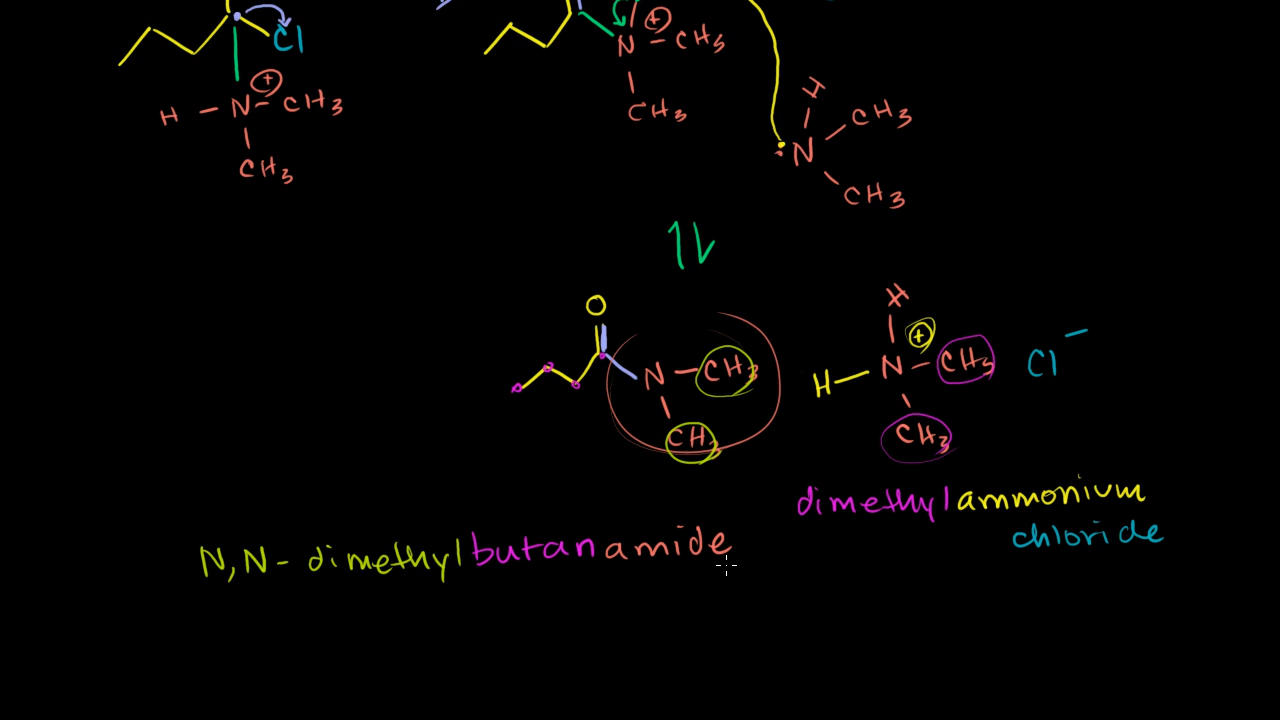 Cl
H - N - CH3
+
CH3
+
N - CH3
CH3
H
:N
CH3
CH3
O
N - CH3
CH3
H
+
H - N - CH3
CH3
Cl -
dimethylammonium
chloride
N,N-dimethylbutanamide